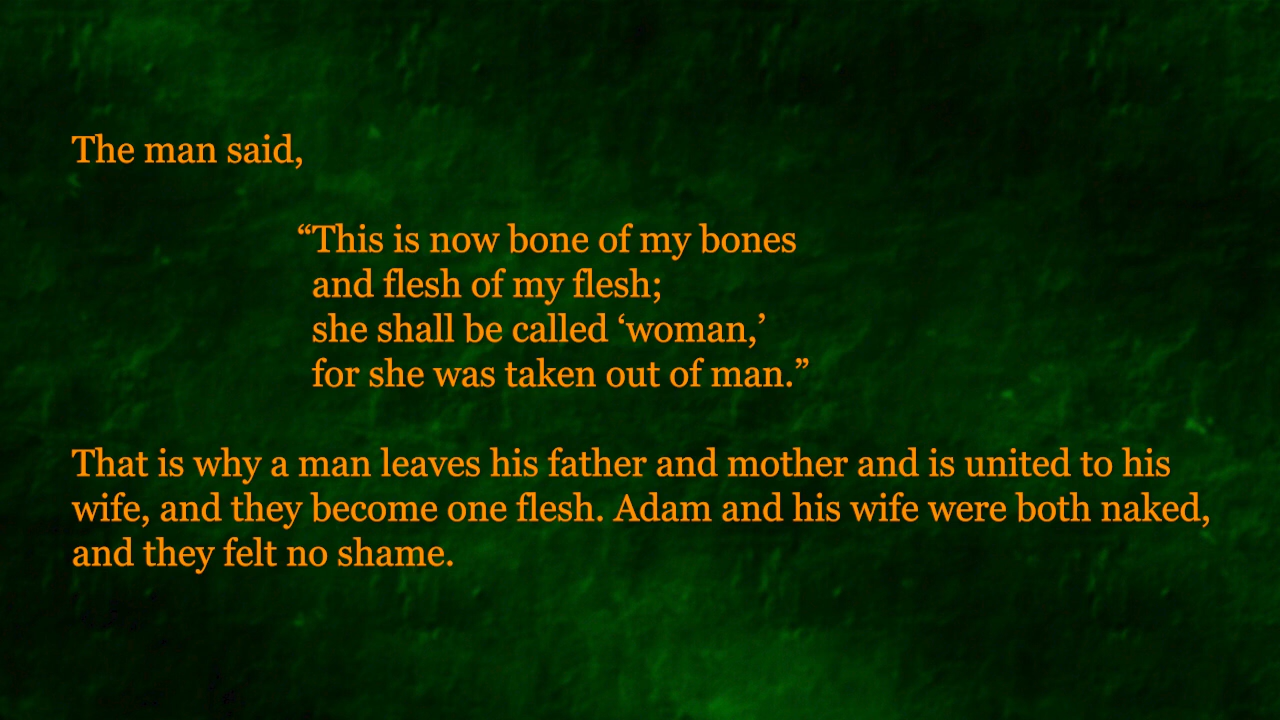 The man said,
“This is now bone of my bones
and flesh of my flesh;
she shall be called ‘woman,’
for she was taken out of man.”
That is why a man leaves his father and mother and is united to his
wife, and they become one flesh. Adam and his wife were both naked,
and they felt no shame.